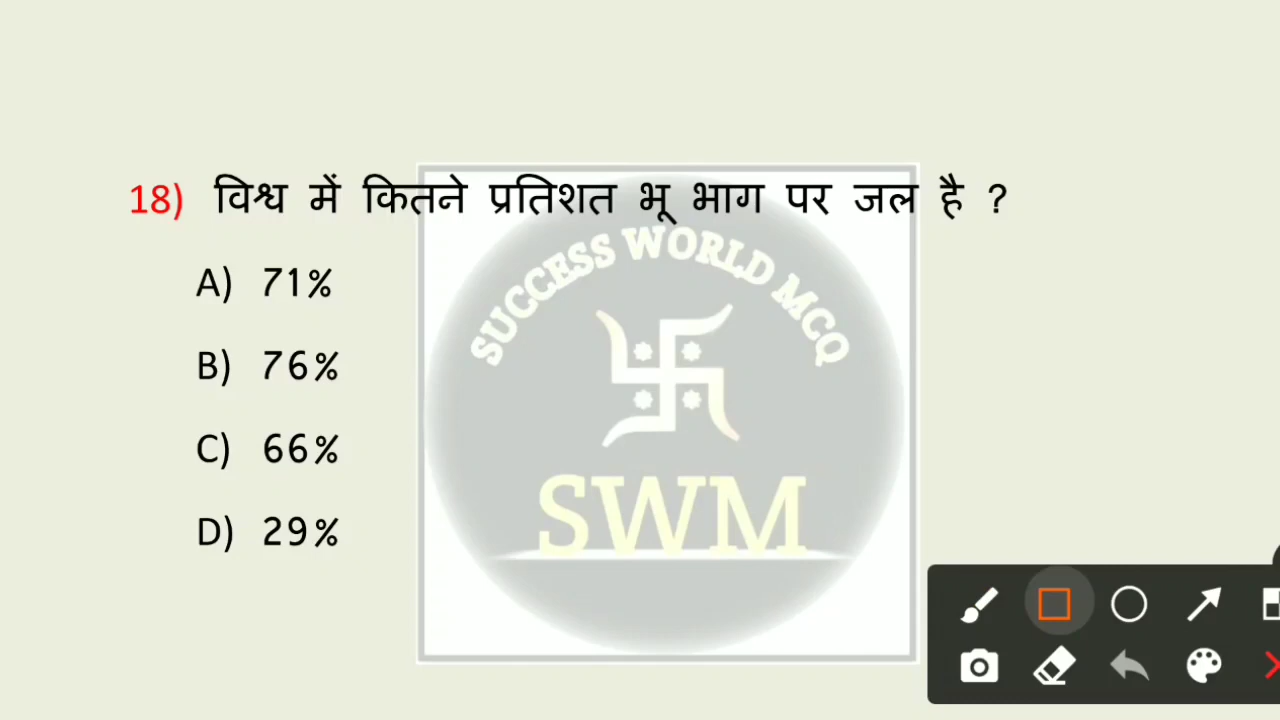 18) विश्व में कितने प्रतिशत भू भाग पर जल है ?
A) 71%
B) 76%
C) 66%
D) 29%
SUCCESS WORLD MCQ
SWM